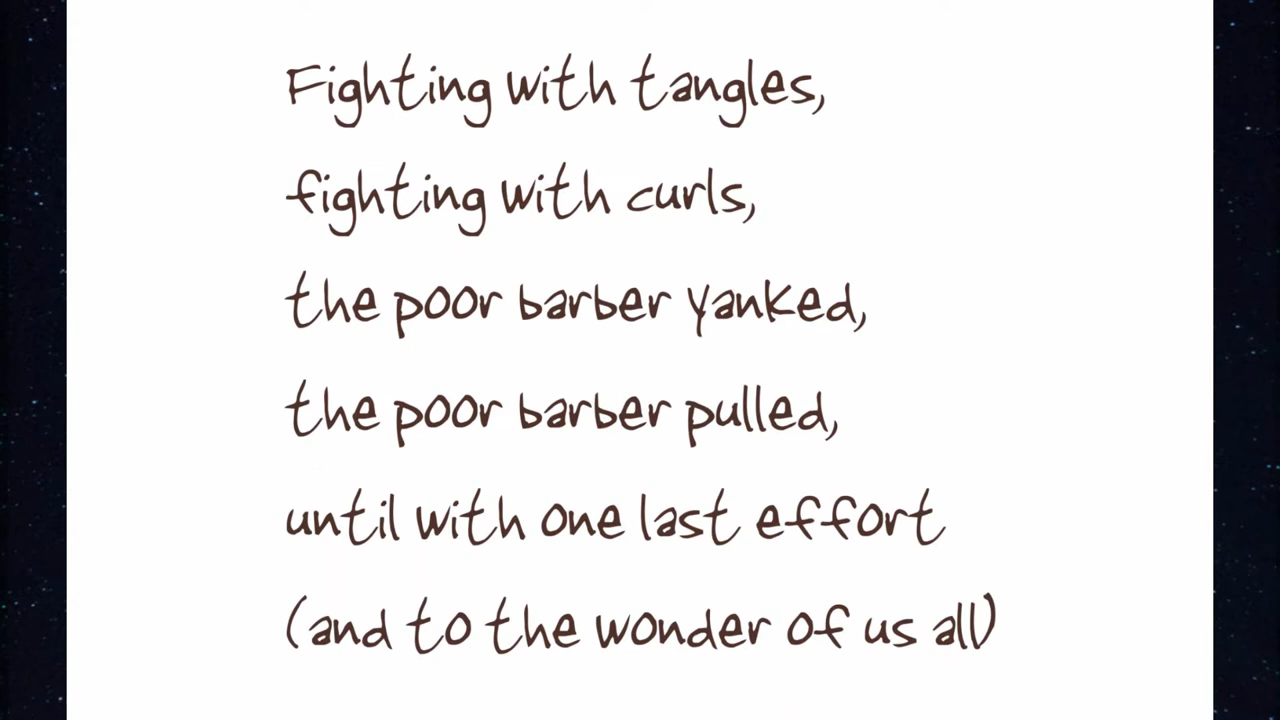 Fighting with tangles,
fighting with curls,
the poor barber yanked,
the poor barber pulled,
until with one last effort
(and to the wonder of us all)